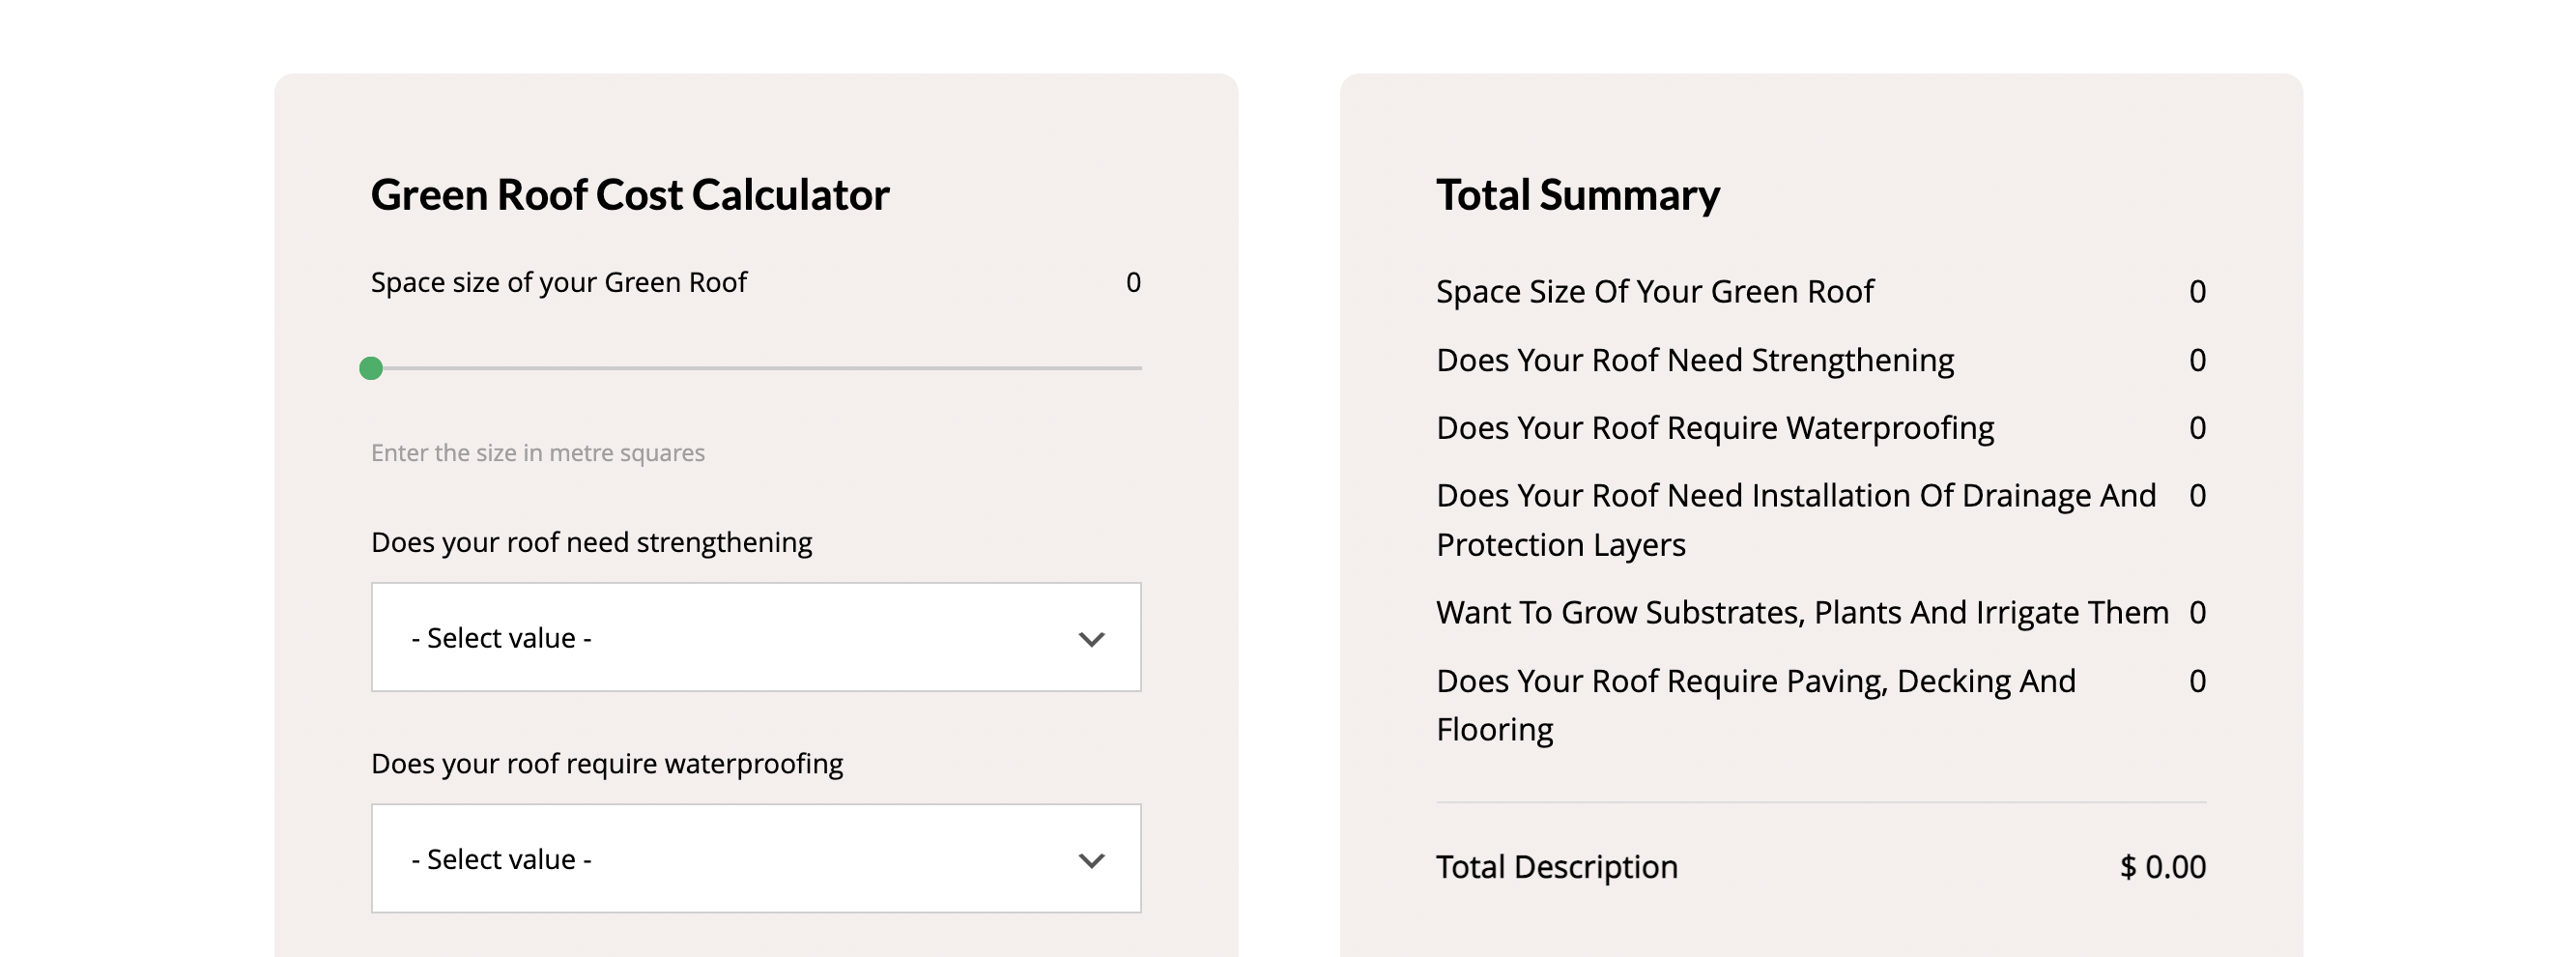 Green Roof Cost Calculator
Space size of your Green Roof 0
Enter the size in metre squares
Does your roof need strengthening
- Select value -
Does your roof require waterproofing
- Select value -
Total Summary
Space Size Of Your Green Roof 0
Does Your Roof Need Strengthening 0
Does Your Roof Require Waterproofing 0
Does Your Roof Need Installation Of Drainage And 0
Protection Layers
Want To Grow Substrates, Plants And Irrigate Them 0
Does Your Roof Require Paving, Decking And 0
Flooring
Total Description $ 0.00